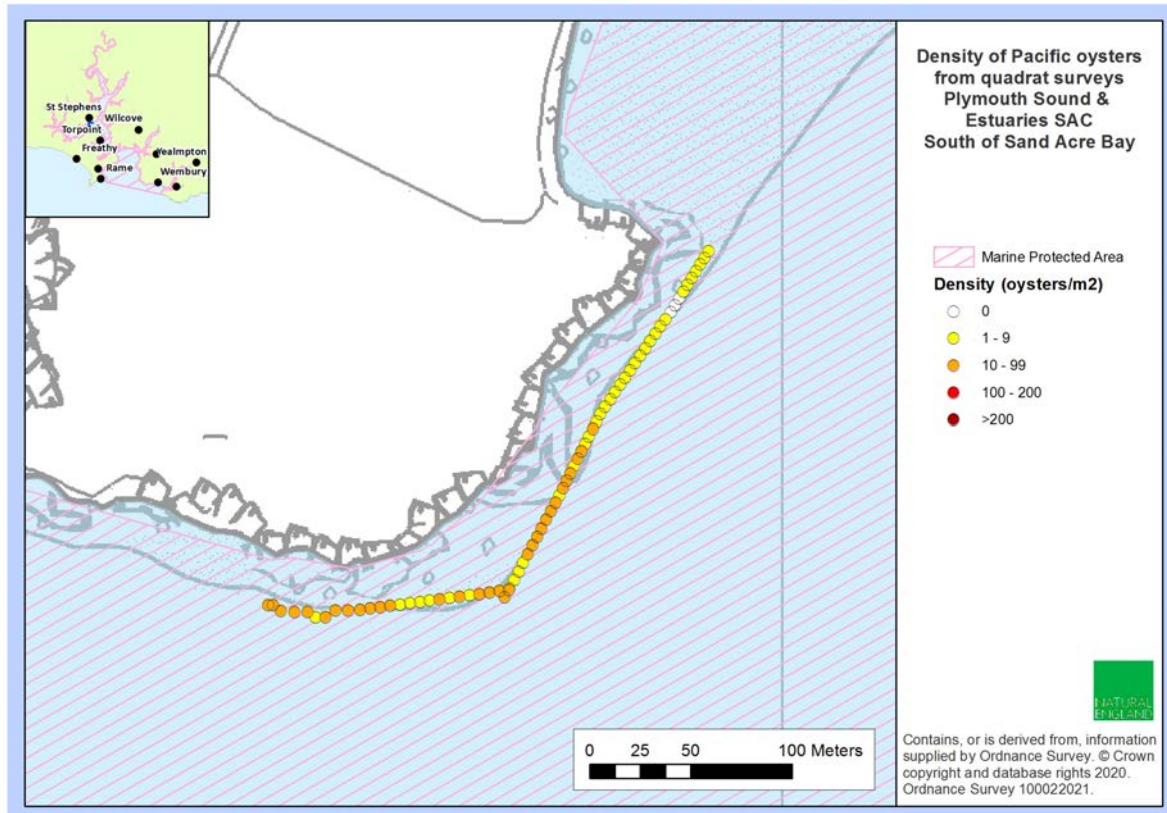 St Stephens
Wilcove
Torpoint
Freathy
Yealmpton
Rame
Wembury
Density of Pacific oysters
from quadrat surveys
Plymouth Sound &
Estuaries SAC
South of Sand Acre Bay
Marine Protected Area
Density (oysters/m2)
0
1 - 9
10 - 99
100 - 200
>200
0 25 50 100 Meters
NATURAL
ENGLAND
Contains, or is derived from, information
supplied by Ordnance Survey. © Crown
copyright and database rights 2020.
Ordnance Survey 100022021.